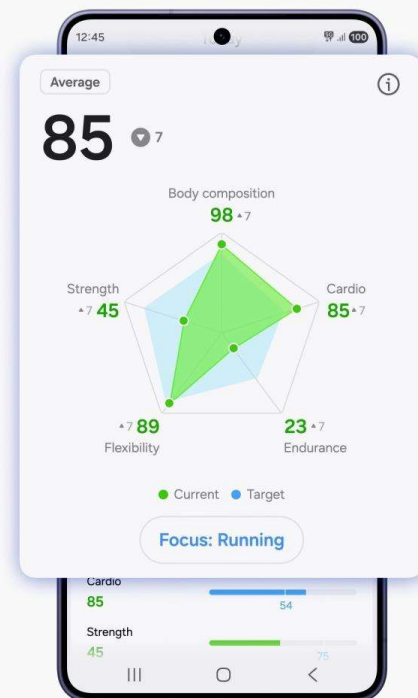 12:45
100
Average
85
7
Body composition
98 7
Strength
7 45
Cardio
85 7
7 89
Flexibility
23 7
Endurance
Current
Target
Focus: Running
Cardio
85
54
Strength
45
75